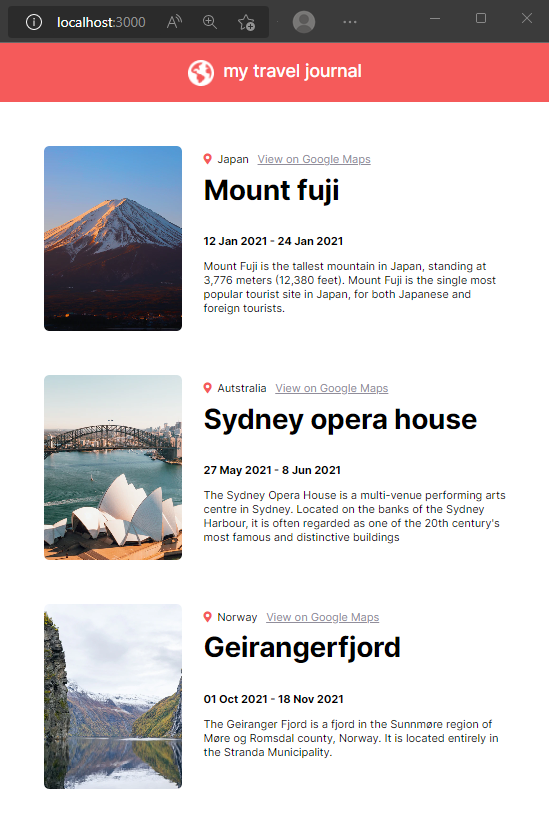 localhost:3000
my travel journal
Japan View on Google Maps
Mount fuji
12 Jan 2021 - 24 Jan 2021
Mount Fuji is the tallest mountain in Japan, standing at
3,776 meters (12,380 feet). Mount Fuji is the single most
popular tourist site in Japan, for both Japanese and
foreign tourists.
Autstralia View on Google Maps
Sydney opera house
27 May 2021 - 8 Jun 2021
The Sydney Opera House is a multi-venue performing arts
centre in Sydney. Located on the banks of the Sydney
Harbour, it is often regarded as one of the 20th century's
most famous and distinctive buildings
Norway View on Google Maps
Geirangerfjord
01 Oct 2021 - 18 Nov 2021
The Geiranger Fjord is a fjord in the Sunnmøre region of
Møre og Romsdal county, Norway. It is located entirely in
the Stranda Municipality.